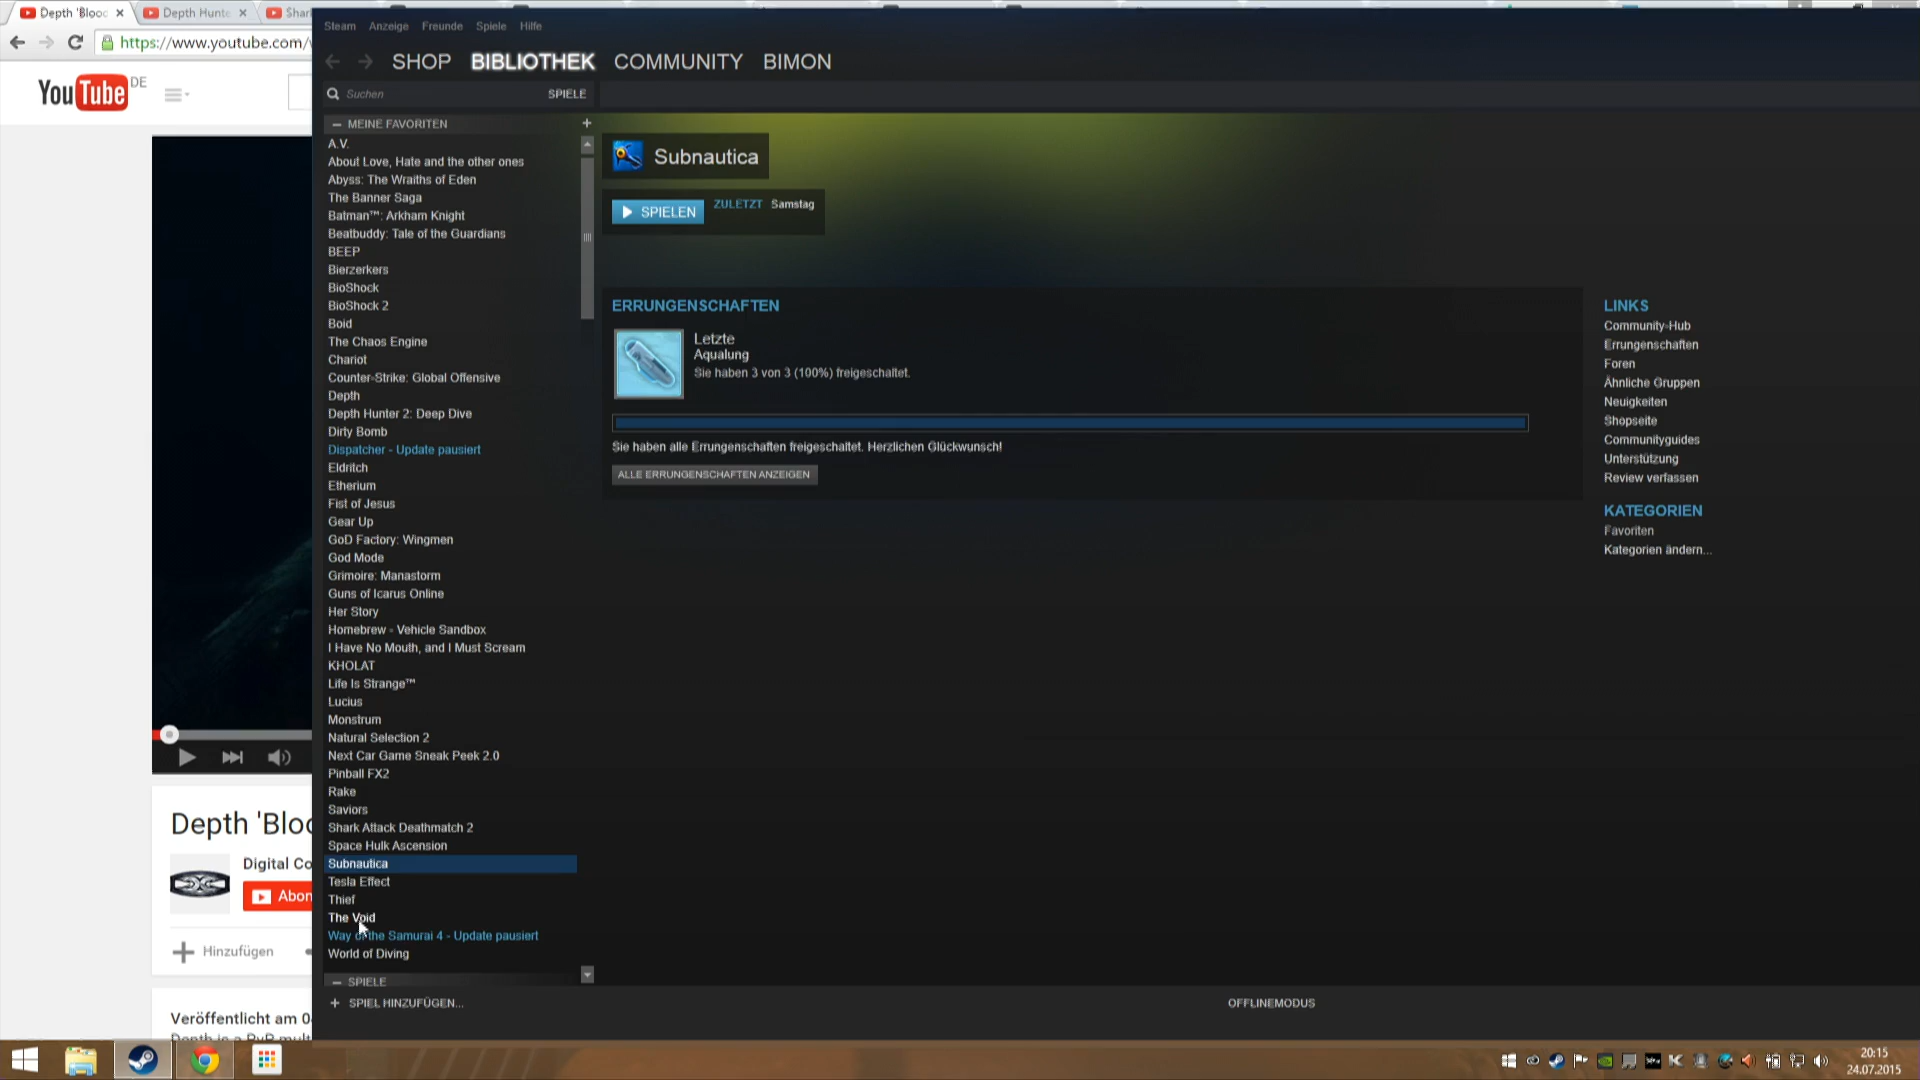 Depth 'Blooc
Depth Hunte
Shar
Steam Anzeige Freunde Spiele Hilfe
https://www.youtube.com/
SHOP BIBLIOTHEK COMMUNITY BIMON
YouTube DE
Suchen SPIELE
— MEINE FAVORITEN +
A.V.
About Love, Hate and the other ones
Abyss: The Wraiths of Eden
The Banner Saga
Batman™: Arkham Knight
Beatbuddy: Tale of the Guardians
BEEP
Bierzerkers
BioShock
BioShock 2
Boid
The Chaos Engine
Chariot
Counter-Strike: Global Offensive
Depth
Depth Hunter 2: Deep Dive
Dirty Bomb
Dispatcher - Update pausiert
Eldritch
Etherium
Fist of Jesus
Gear Up
GoD Factory: Wingmen
God Mode
Grimoire: Manastorm
Guns of Icarus Online
Her Story
Homebrew - Vehicle Sandbox
I Have No Mouth, and I Must Scream
KHOLAT
Life Is Strange™
Lucius
Monstrum
Natural Selection 2
Next Car Game Sneak Peek 2.0
Pinball FX2
Rake
Saviors
Shark Attack Deathmatch 2
Space Hulk Ascension
Subnautica
Tesla Effect
Thief
The Void
Way of the Samurai 4 - Update pausiert
World of Diving
— SPIELE
+ SPIEL HINZUFÜGEN...
Subnautica
SPIELEN
ZULETZT Samstag
ERRUNGENSCHAFTEN
Letzte
Aqualung
Sie haben 3 von 3 (100%) freigeschaltet.
Sie haben alle Errungenschaften freigeschaltet. Herzlichen Glückwunsch!
ALLE ERRUNGENSCHAFTEN ANZEIGEN
LINKS
Community-Hub
Errungenschaften
Foren
Ähnliche Gruppen
Neuigkeiten
Shopseite
Communityguides
Unterstützung
Review verfassen
KATEGORIEN
Favoriten
Kategorien ändern...
OFFLINEMODUS
Depth 'Bloo
Digital Co
Abon
Hinzufügen
Veröffentlicht am 0
Depth is a PvP mult
20:15
24.07.2015